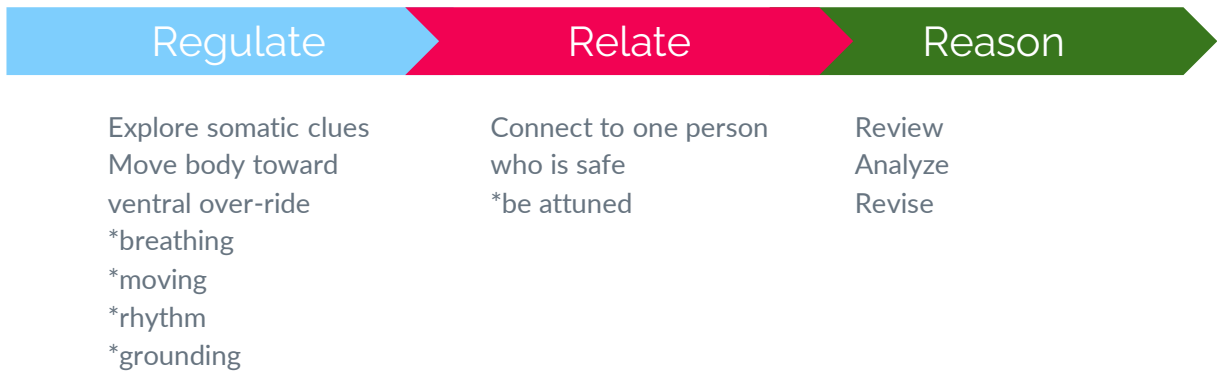 Regulate
Relate
Reason
Explore somatic clues
Move body toward
ventral over-ride
*breathing
*moving
*rhythm
*grounding
Connect to one person
who is safe
*be attuned
Review
Analyze
Revise